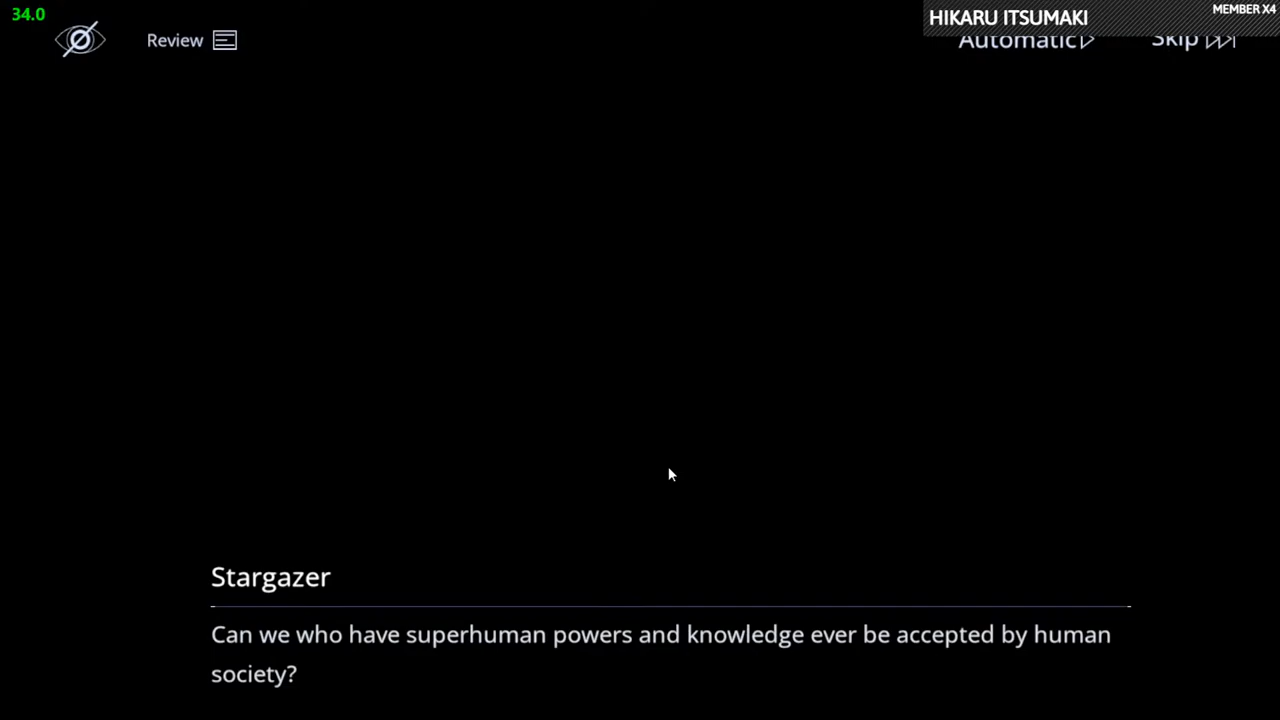 34.0
HIKARU ITSUMAKI
MEMBER X4
Review
Automatic
Skip
Stargazer
Can we who have superhuman powers and knowledge ever be accepted by human
society?